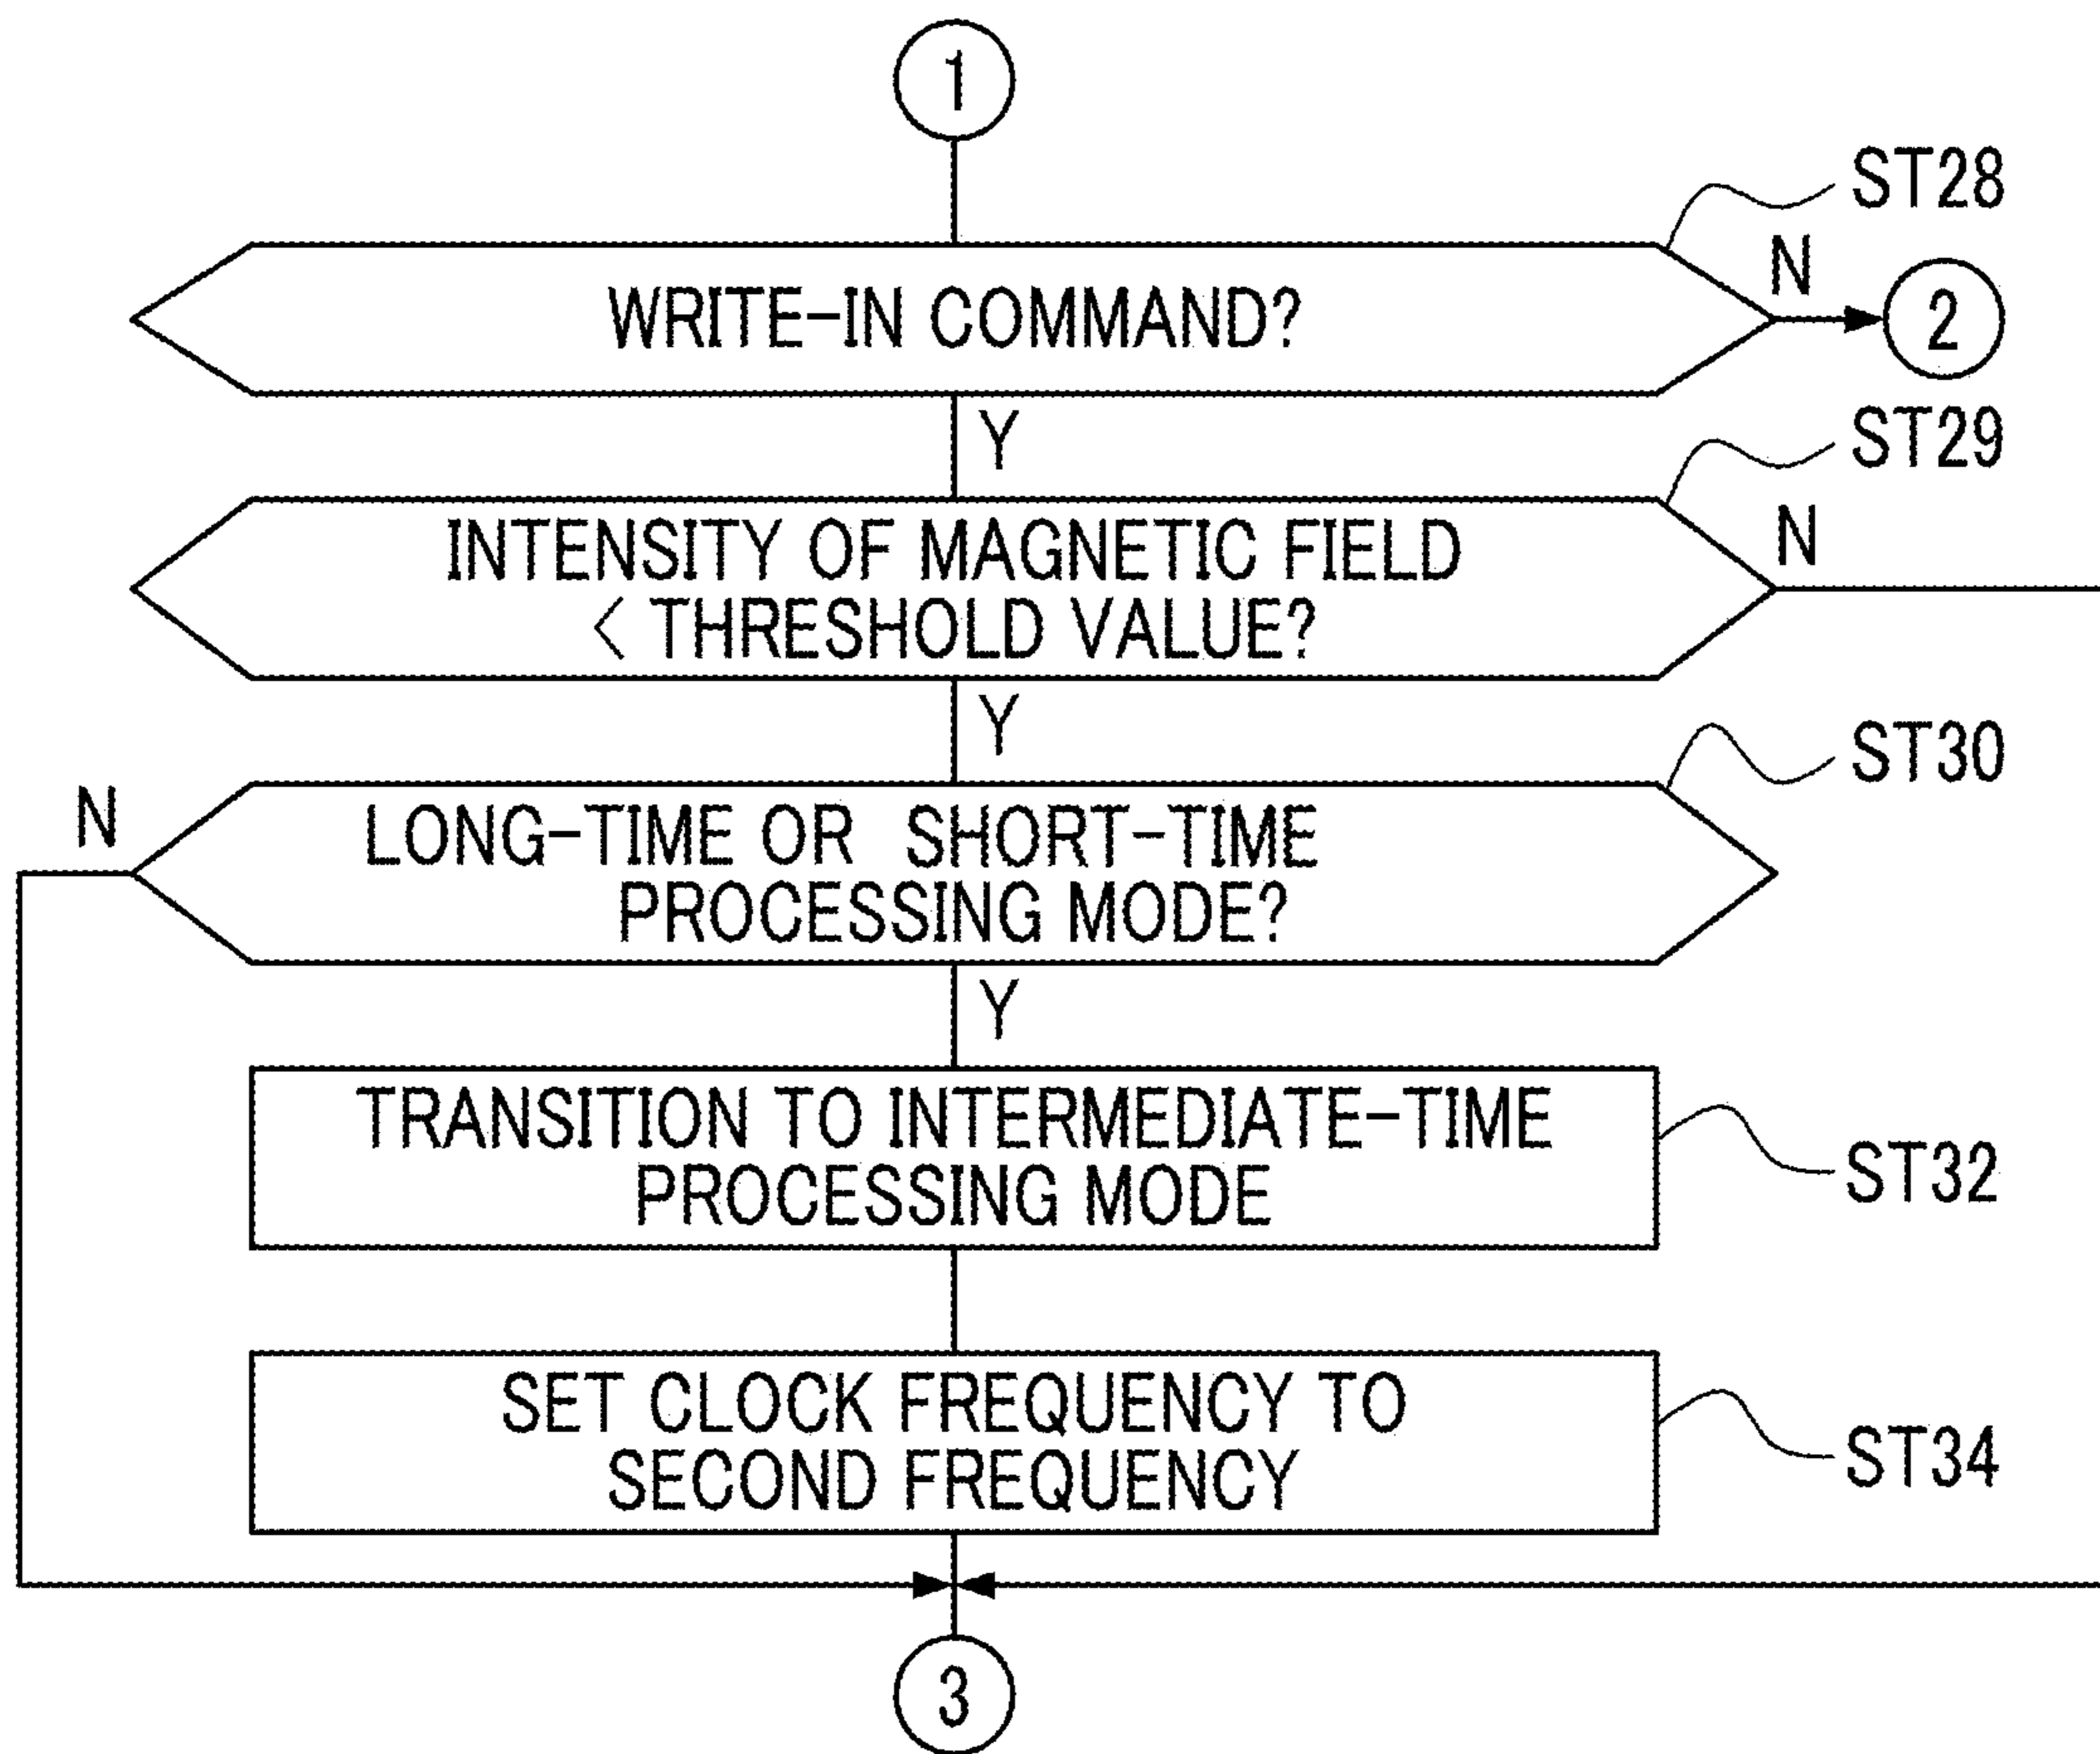 1
ST28
WRITE-IN COMMAND?
N
2
Y
ST29
INTENSITY OF MAGNETIC FIELD
< THRESHOLD VALUE?
N
Y
ST30
N
LONG-TIME OR SHORT-TIME
PROCESSING MODE?
Y
TRANSITION TO INTERMEDIATE-TIME
PROCESSING MODE
ST32
SET CLOCK FREQUENCY TO
SECOND FREQUENCY
ST34
3